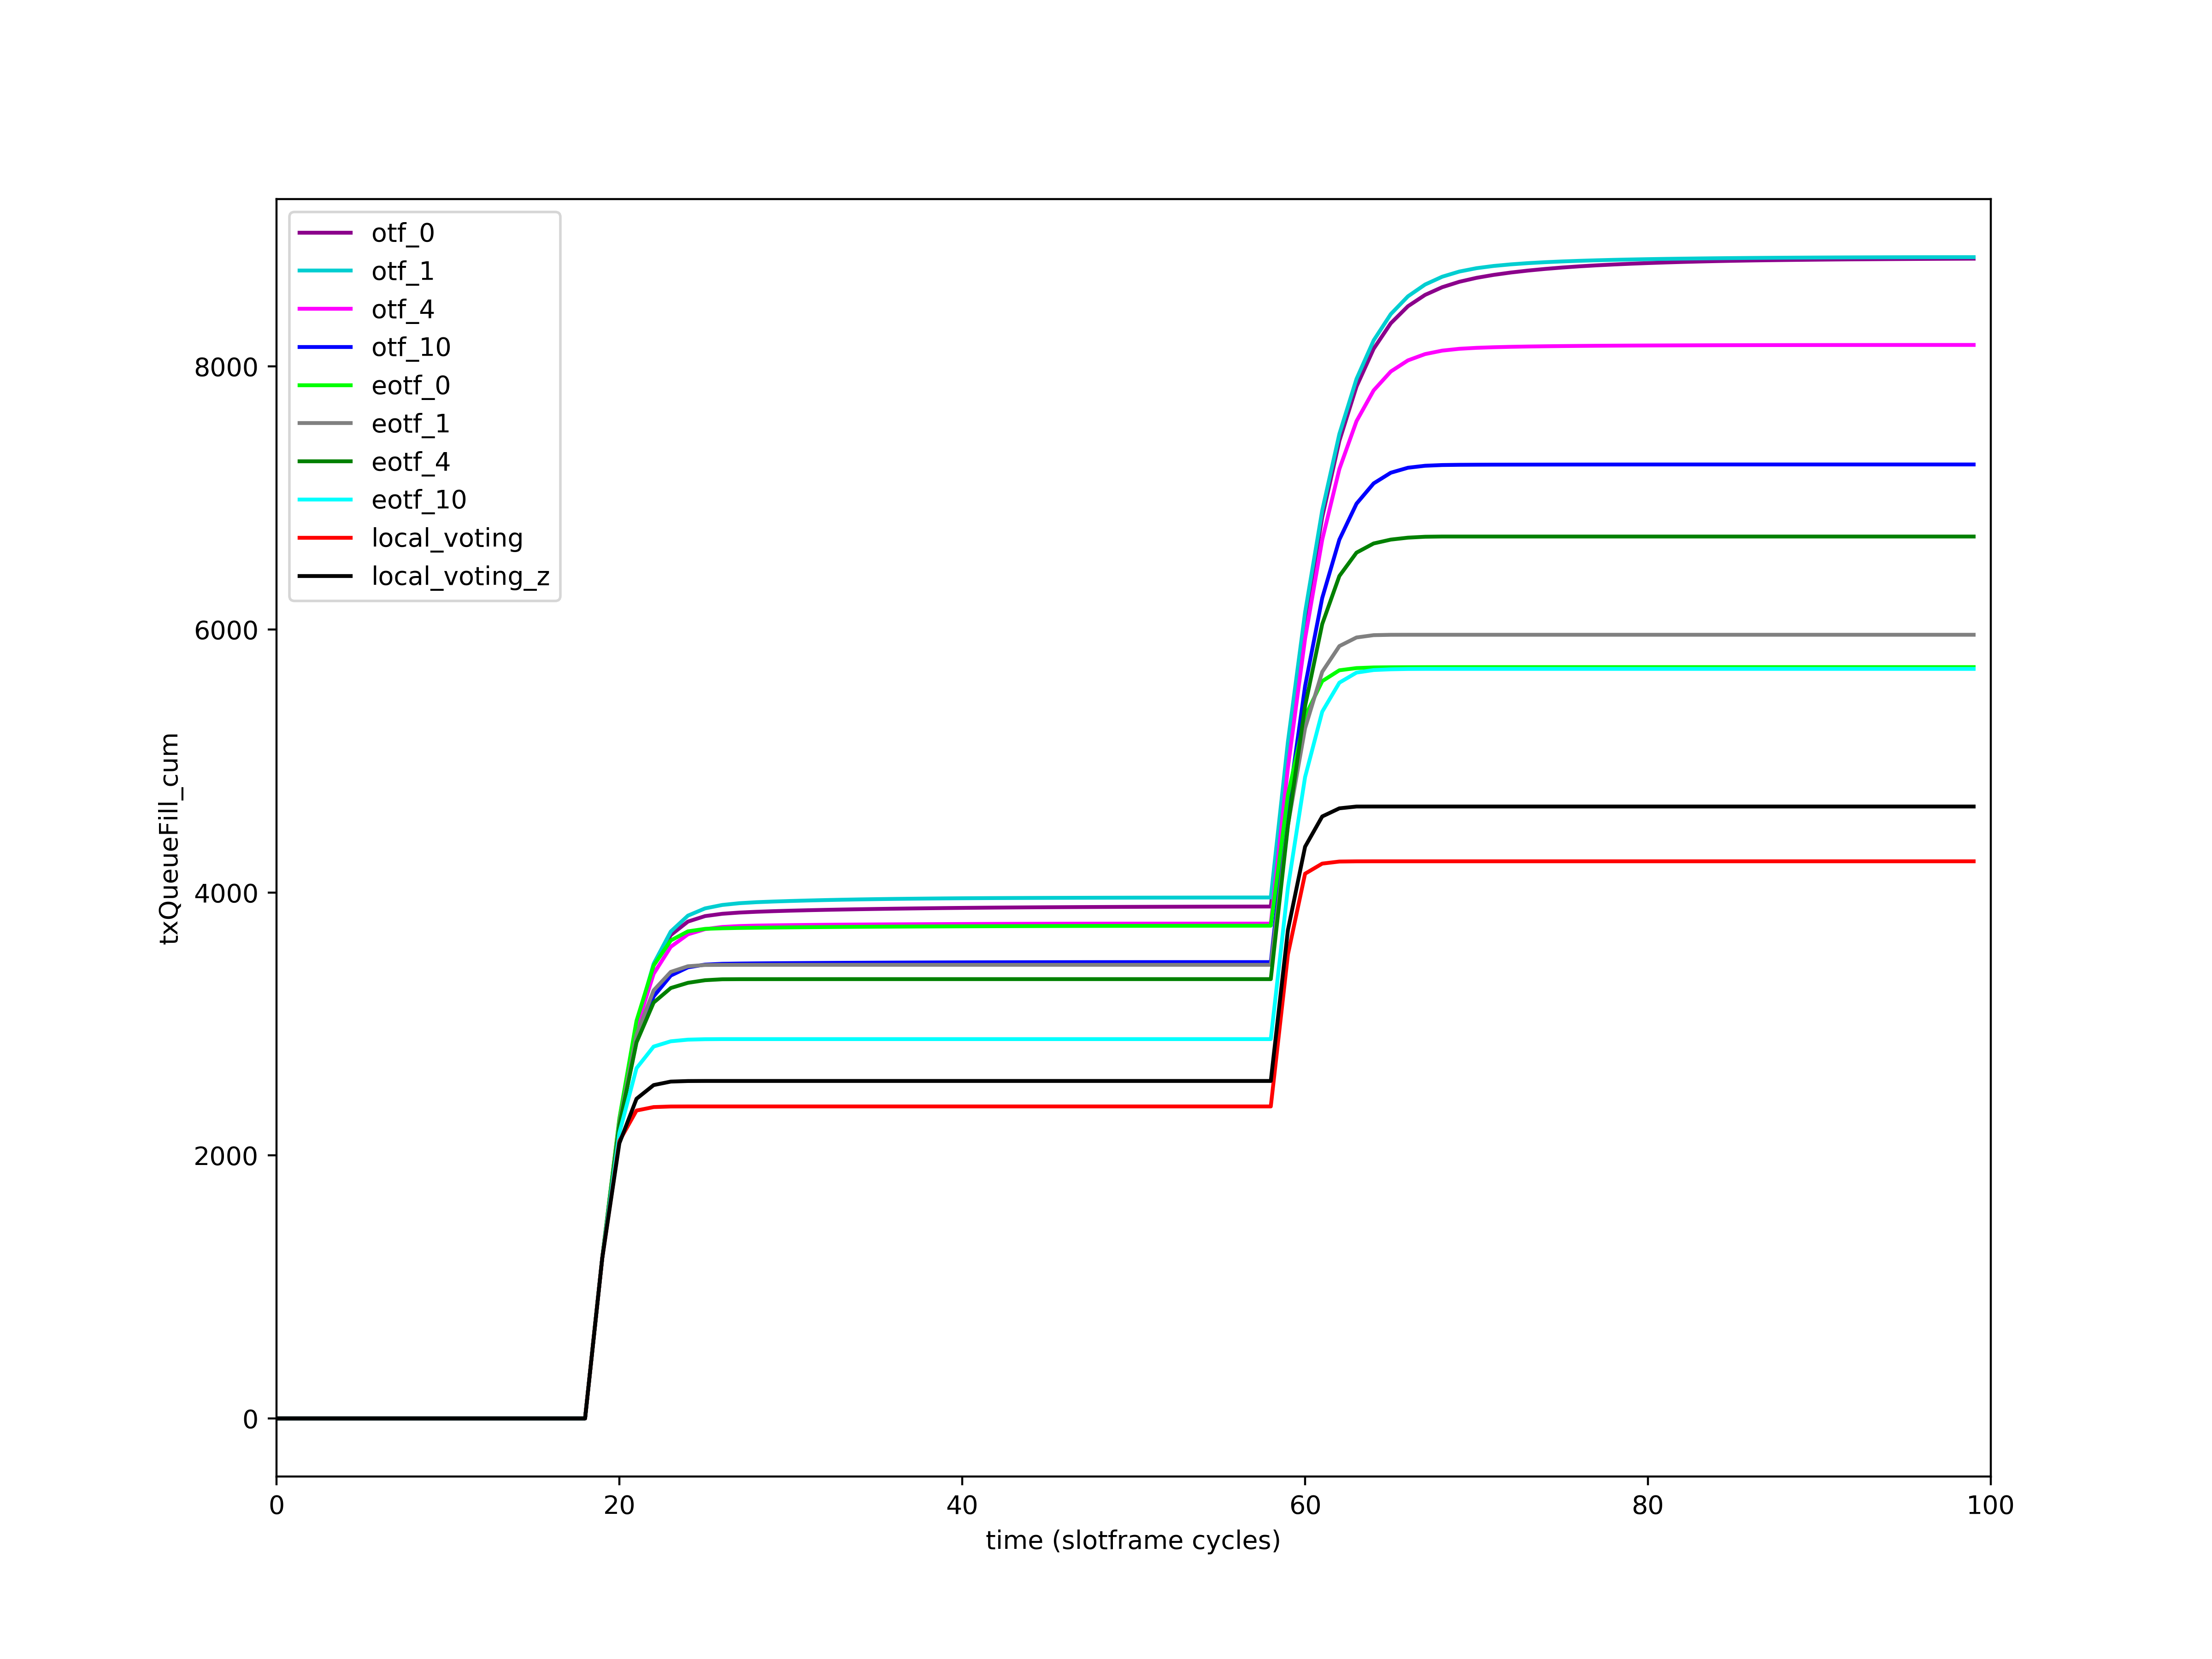 otf_0
otf_1
otf_4
otf_10
eotf_0
eotf_1
eotf_4
eotf_10
local_voting
local_voting_z
8000
6000
4000
2000
0
txQueueFill_cum
0 20 40 60 80 100
time (slotframe cycles)